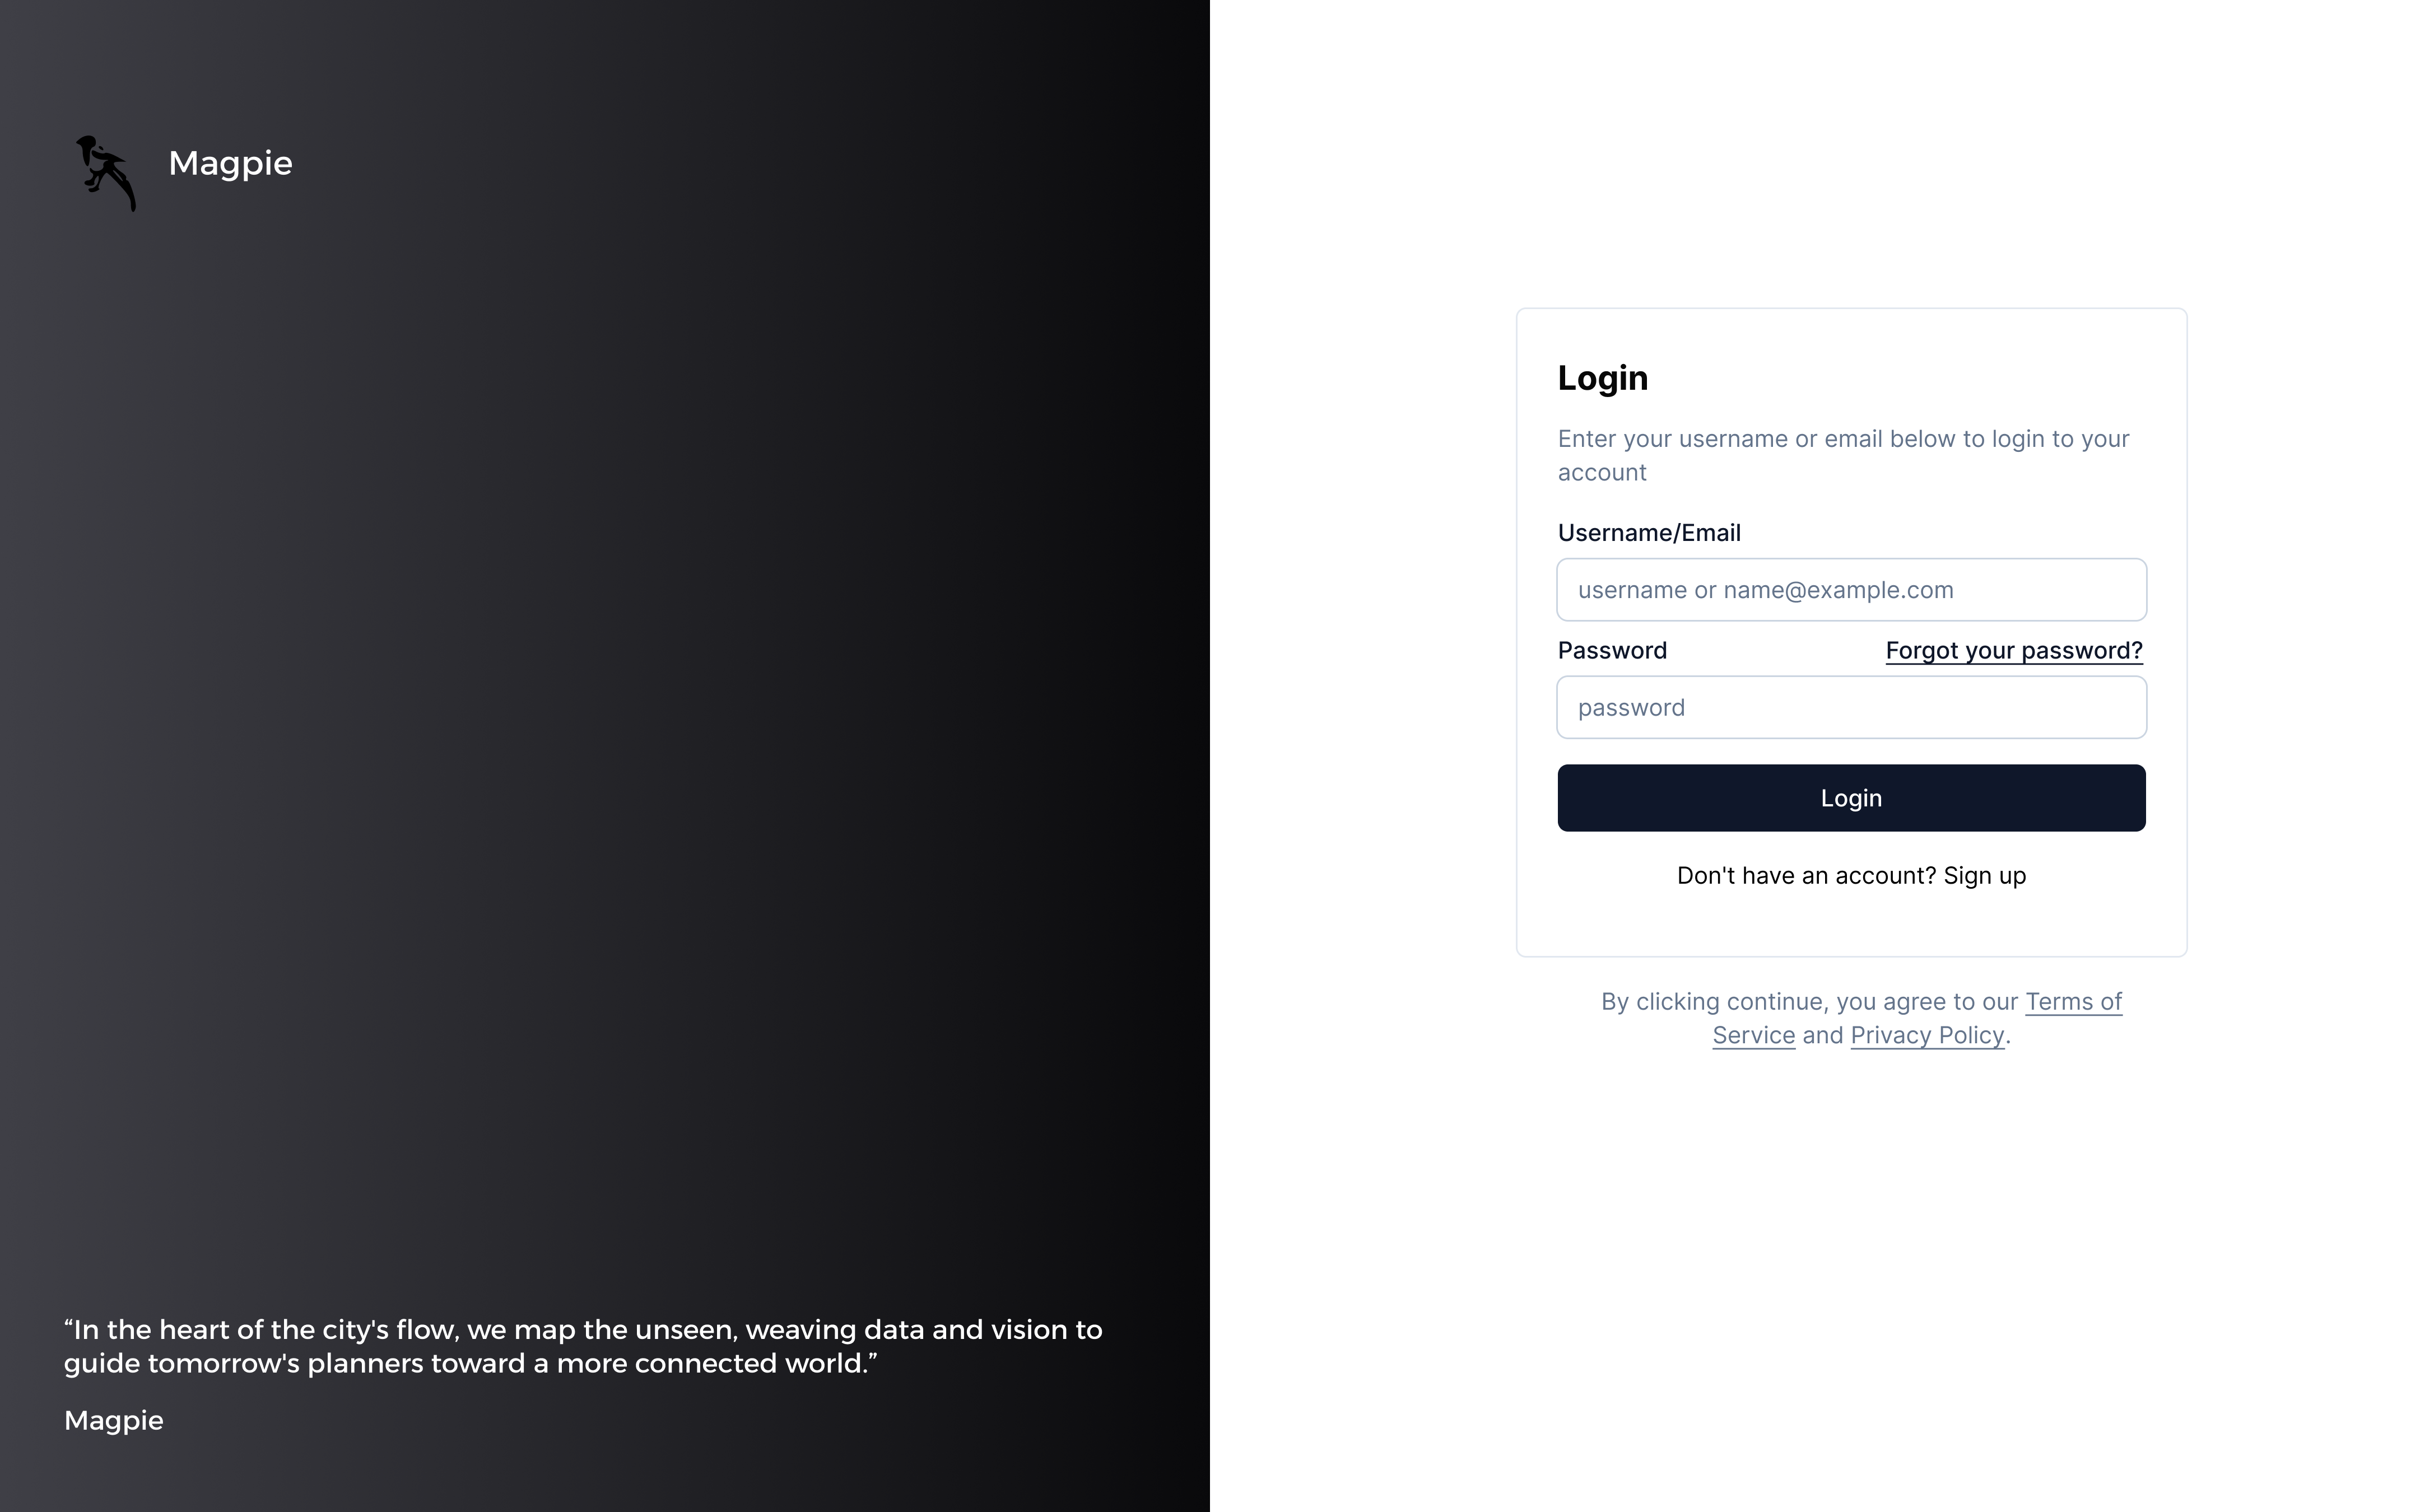 Magpie
“In the heart of the city's flow, we map the unseen, weaving data and vision to
guide tomorrow's planners toward a more connected world.”
Magpie
Login
Enter your username or email below to login to your
account
Username/Email
username or name@example.com
Password
Forgot your password?
password
Login
Don't have an account? Sign up
By clicking continue, you agree to our Terms of
Service and Privacy Policy.